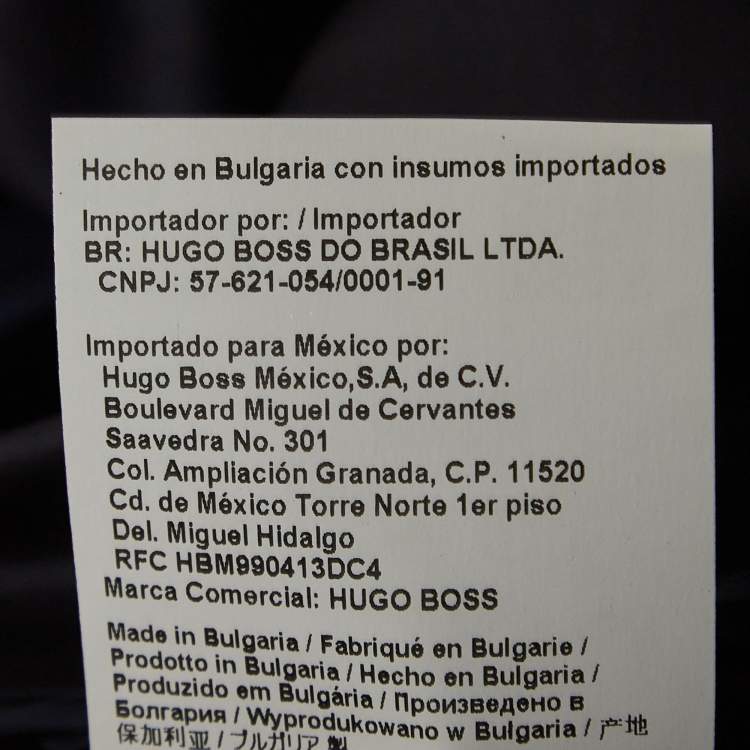 Hecho en Bulgaria con insumos importados
Importador por: / Importador
BR: HUGO BOSS DO BRASIL LTDA.
CNPJ: 57-621-054/0001-91
Importado para México por:
Hugo Boss México,S.A, de C.V.
Boulevard Miguel de Cervantes
Saavedra No. 301
Col. Ampliación Granada, C.P. 11520
Cd. de México Torre Norte 1er piso
Del. Miguel Hidalgo
RFC HBM990413DC4
Marca Comercial: HUGO BOSS
Made in Bulgaria / Fabriqué en Bulgarie /
Prodotto in Bulgaria / Hecho en Bulgaria /
Produzido em Bulgária / Произведено в
Болгария / Wyprodukowano w Bulgaria / 产地
保加利亚 / ブルガリア 製